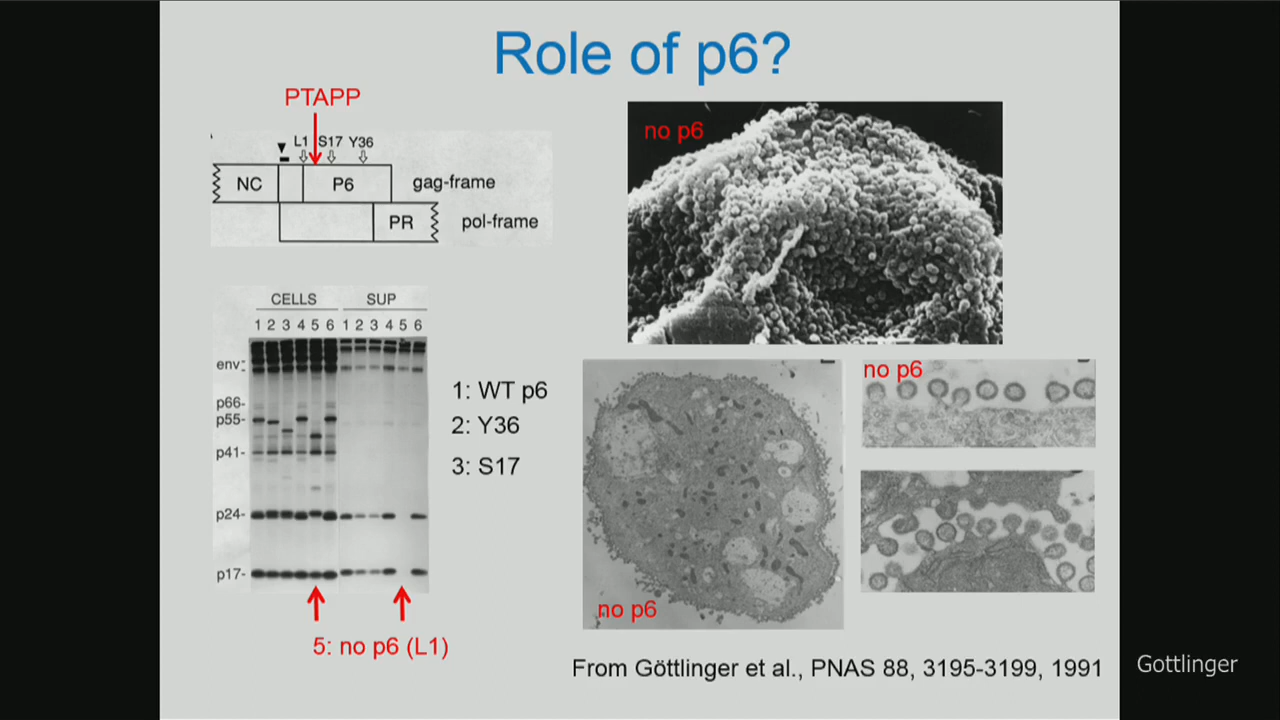 Role of p6?
PTAPP
L1 S17 Y36
NC P6 gag-frame
PR pol-frame
no p6
CELLS SUP
1 2 3 4 5 6 1 2 3 4 5 6
env
p66-
p55-
p41-
p24-
p17-
1: WT p6
2: Y36
3: S17
no p6
no p6
5: no p6 (L1)
From Göttlinger et al., PNAS 88, 3195-3199, 1991
Gottlinger